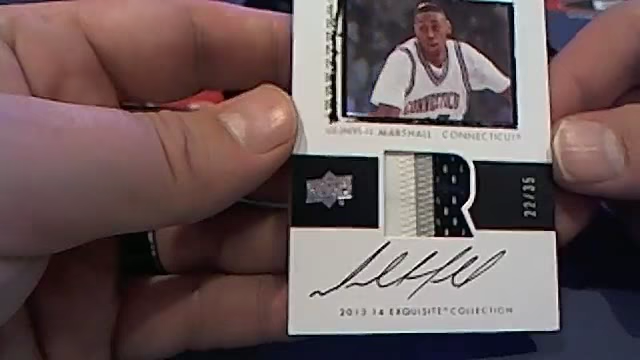 CONNECTICUT
MARSHALL, CONNECTICUT
22/35
2013-14 EXQUISITE COLLECTION